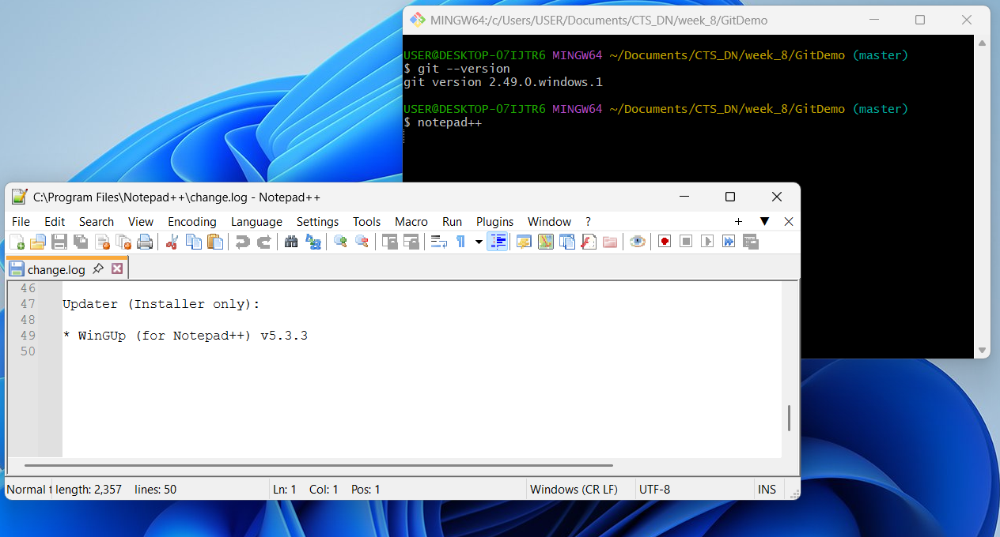 MINGW64:/c/Users/USER/Documents/CTS_DN/week_8/GitDemo
USER@DESKTOP-O7IJTR6 MINGW64 ~/Documents/CTS_DN/week_8/GitDemo (master)
$ git --version
git version 2.49.0.windows.1
USER@DESKTOP-O7IJTR6 MINGW64 ~/Documents/CTS_DN/week_8/GitDemo (master)
$ notepad++
C:\Program Files\Notepad++\change.log - Notepad++
File Edit Search View Encoding Language Settings Tools Macro Run Plugins Window ?
change.log
46
47 Updater (Installer only):
48
49 * WinGUp (for Notepad++) v5.3.3
50
Normal t length: 2,357 lines: 50 Ln: 1 Col: 1 Pos: 1 Windows (CR LF) UTF-8 INS